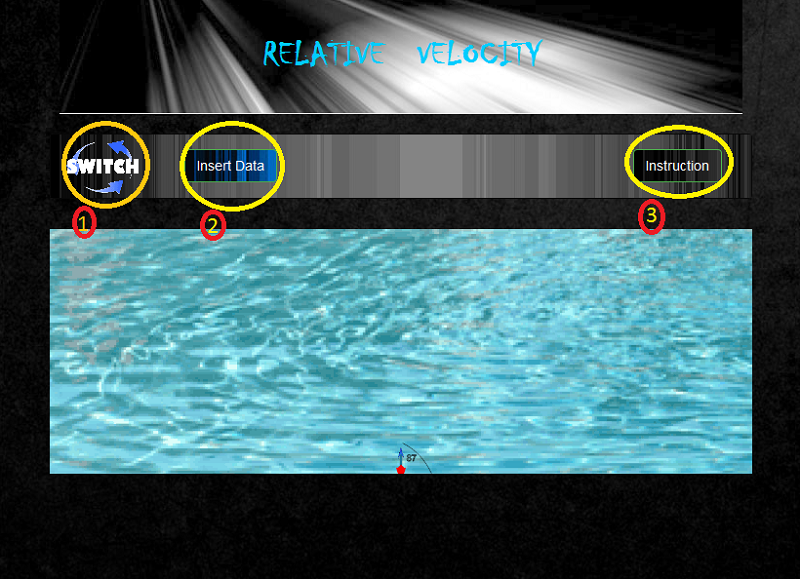 RELATIVE VELOCITY
SWITCH
Insert Data
Instruction
1
2
3
87